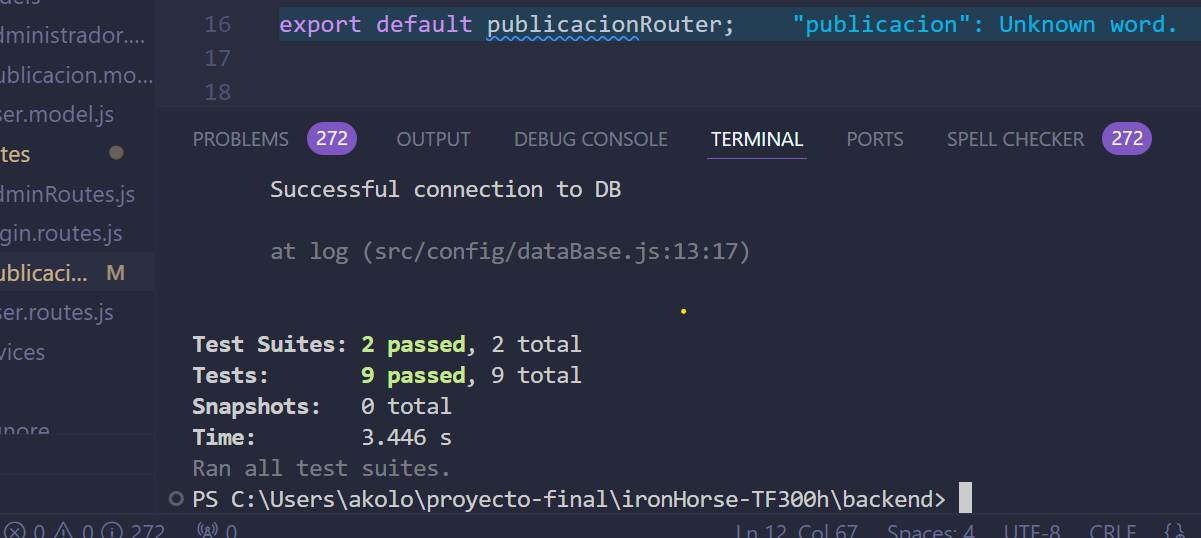 dministrador....
ublicacion.mo...
ser.model.js
tes
dminRoutes.js
gin.routes.js
ublicaci... M
ser.routes.js
vices
16 export default publicacionRouter; "publicacion": Unknown word.
17
18
PROBLEMS 272 OUTPUT DEBUG CONSOLE TERMINAL PORTS SPELL CHECKER 272
Successful connection to DB
at log (src/config/dataBase.js:13:17)
Test Suites: 2 passed, 2 total
Tests: 9 passed, 9 total
Snapshots: 0 total
Time: 3.446 s
Ran all test suites.
PS C:\Users\akolo\proyecto-final\ironHorse-TF300h\backend>
0 0 272 0 Ln 12, Col 67 Spaces: 4 UTF-8 CRLF {}